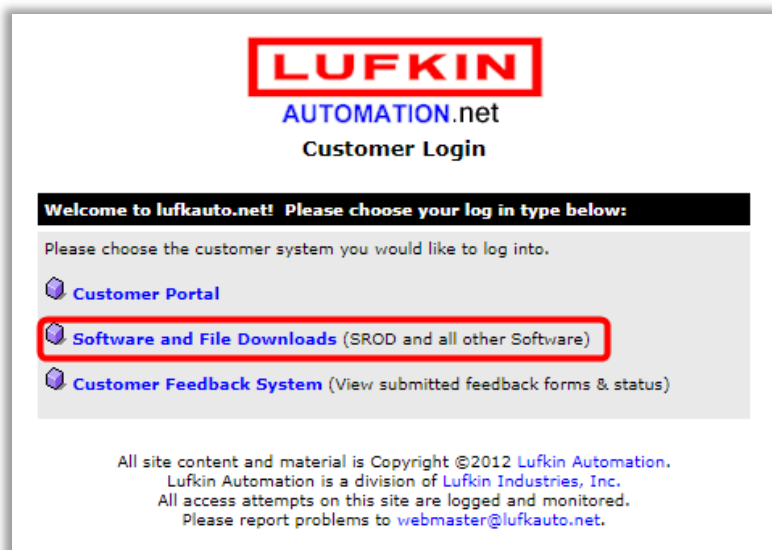 LUFKIN
AUTOMATION.net
Customer Login
Welcome to lufkauto.net! Please choose your log in type below:
Please choose the customer system you would like to log into.
Customer Portal
Software and File Downloads (SROD and all other Software)
Customer Feedback System (View submitted feedback forms & status)
All site content and material is Copyright ©2012 Lufkin Automation.
Lufkin Automation is a division of Lufkin Industries, Inc.
All access attempts on this site are logged and monitored.
Please report problems to webmaster@lufkauto.net.